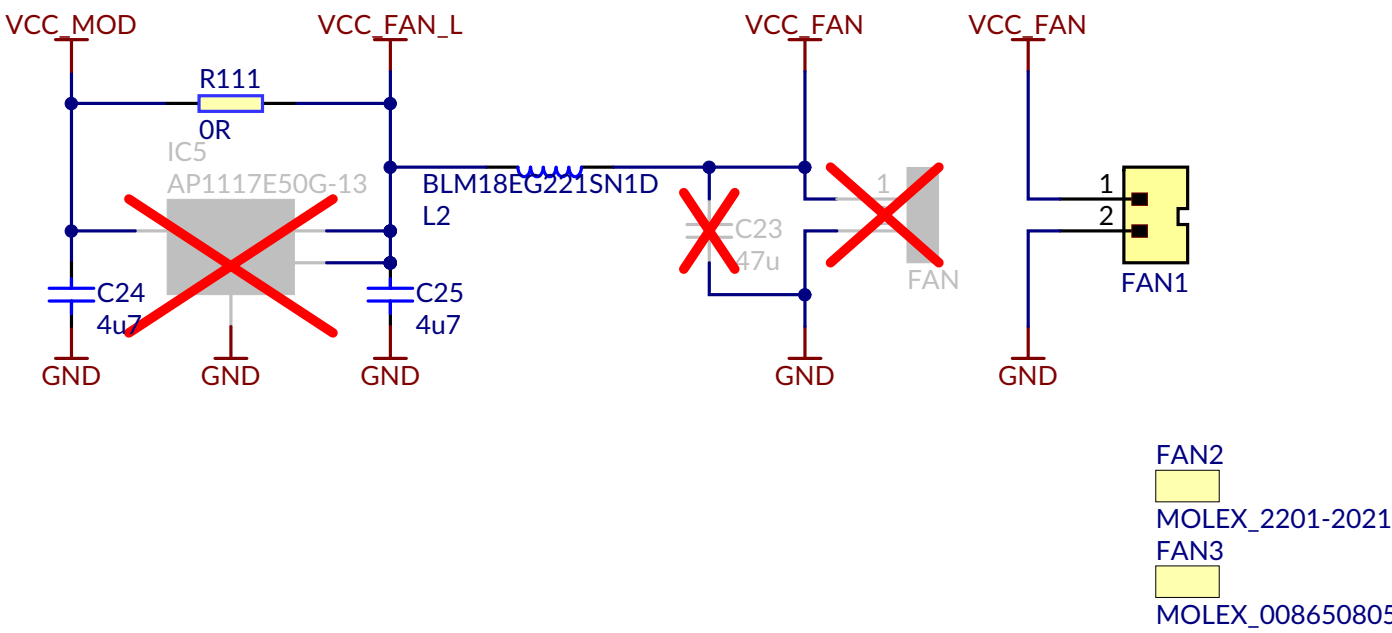 VCC_MOD
VCC_FAN_L
VCC_FAN
VCC_FAN
R111
0R
IC5
AP1117E50G-13
BLM18EG221SN1D
L2
1
C23
47u
FAN
1
2
FAN1
C24
4u7
C25
4u7
GND
GND
GND
GND
GND
FAN2
MOLEX_2201-2021
FAN3
MOLEX_008650805